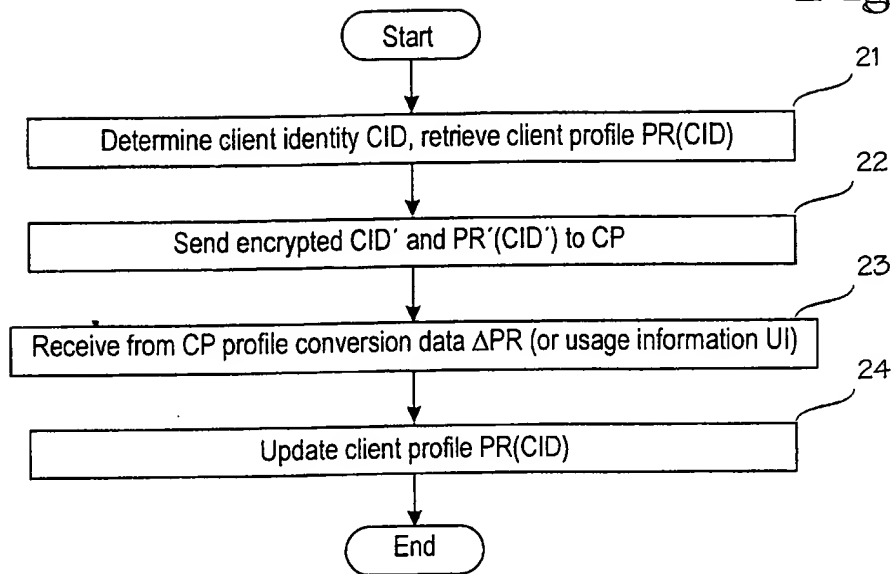 Start
21
Determine client identity CID, retrieve client profile PR(CID)
22
Send encrypted CID´ and PR´(CID´) to CP
23
Receive from CP profile conversion data ΔPR (or usage information UI)
24
Update client profile PR(CID)
End